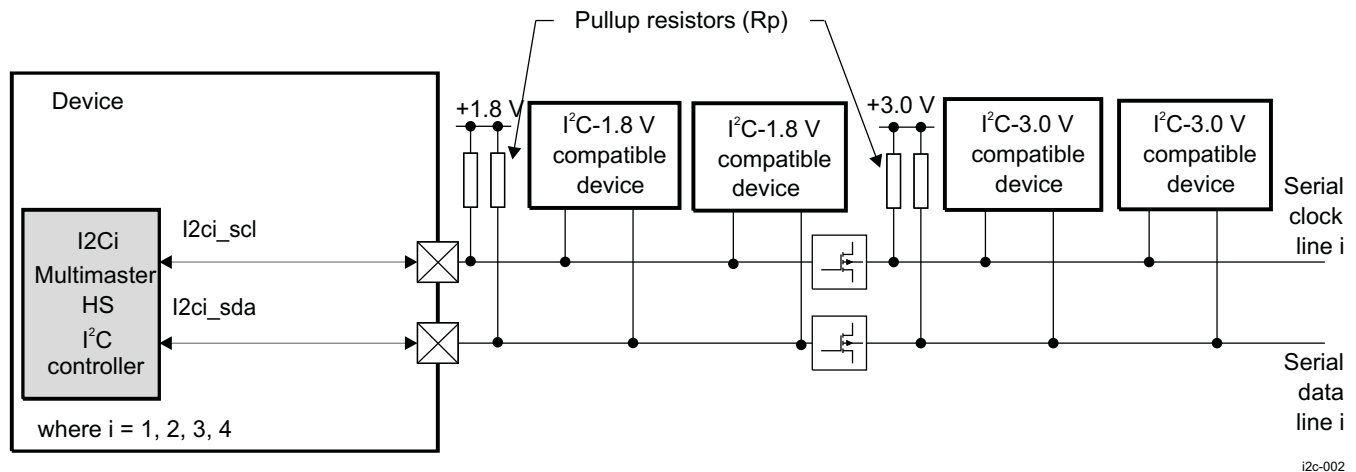 Pullup resistors (Rp)
Device
+1.8 V
I²C-1.8 V
compatible
device
I²C-1.8 V
compatible
device
+3.0 V
I²C-3.0 V
compatible
device
I²C-3.0 V
compatible
device
Serial
clock
line i
I2Ci
Multimaster
HS
I²C
controller
I2ci_scl
I2ci_sda
Serial
data
line i
where i = 1, 2, 3, 4
i2c-002